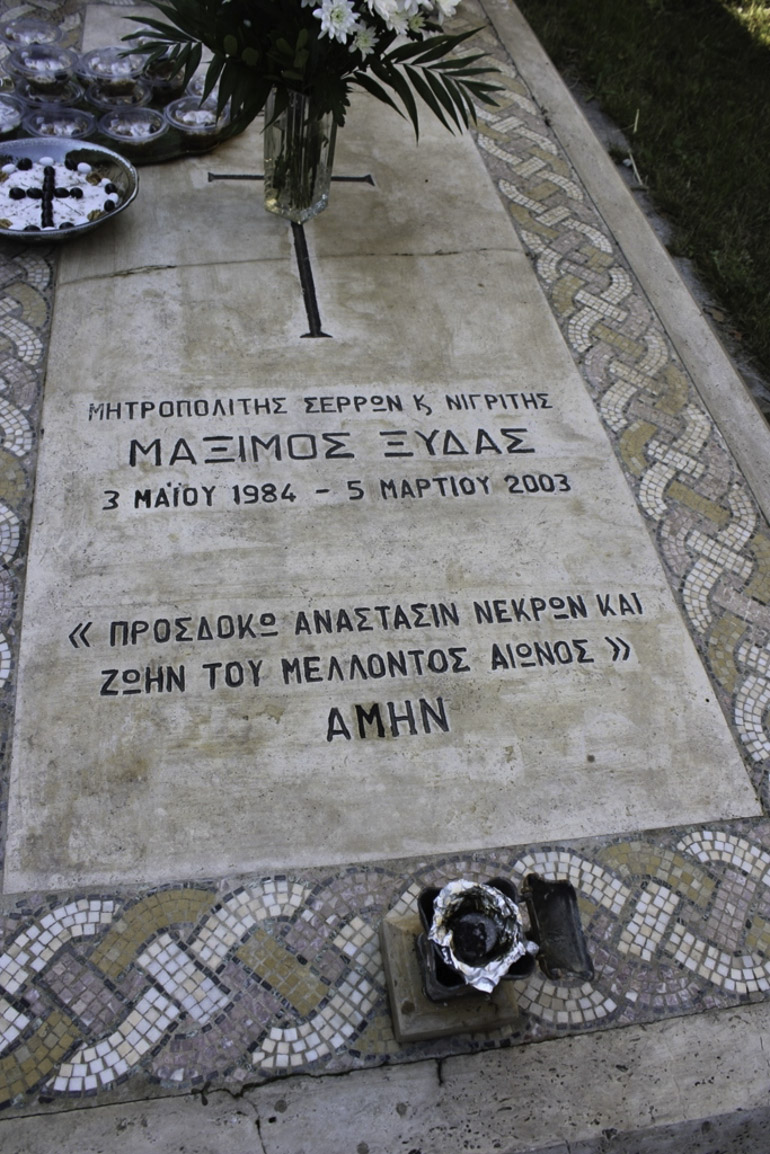 ΜΗΤΡΟΠΟΛΙΤΗΣ ΣΕΡΡΩΝ Ϗ ΝΙΓΡΙΤΗΣ
ΜΑΞΙΜΟΣ ΞΥΔΑΣ
3 ΜΑΪΟΥ 1984 - 5 ΜΑΡΤΙΟΥ 2003
« ΠΡΟΣΔΟΚΩ ΑΝΑΣΤΑΣΙΝ ΝΕΚΡΩΝ ΚΑΙ
ΖΩΗΝ ΤΟΥ ΜΕΛΛΟΝΤΟΣ ΑΙΩΝΟΣ »
ΑΜΗΝ